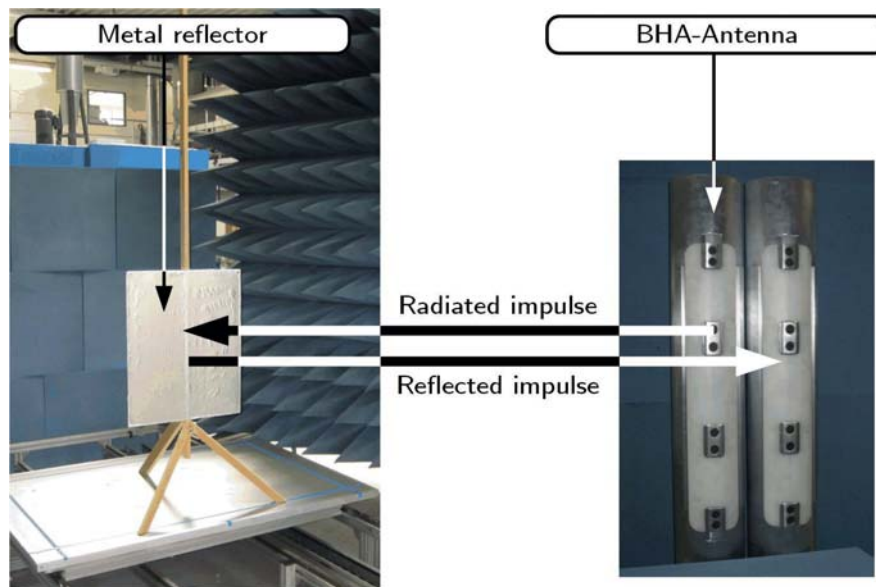 Metal reflector
BHA-Antenna
Radiated impulse
Reflected impulse